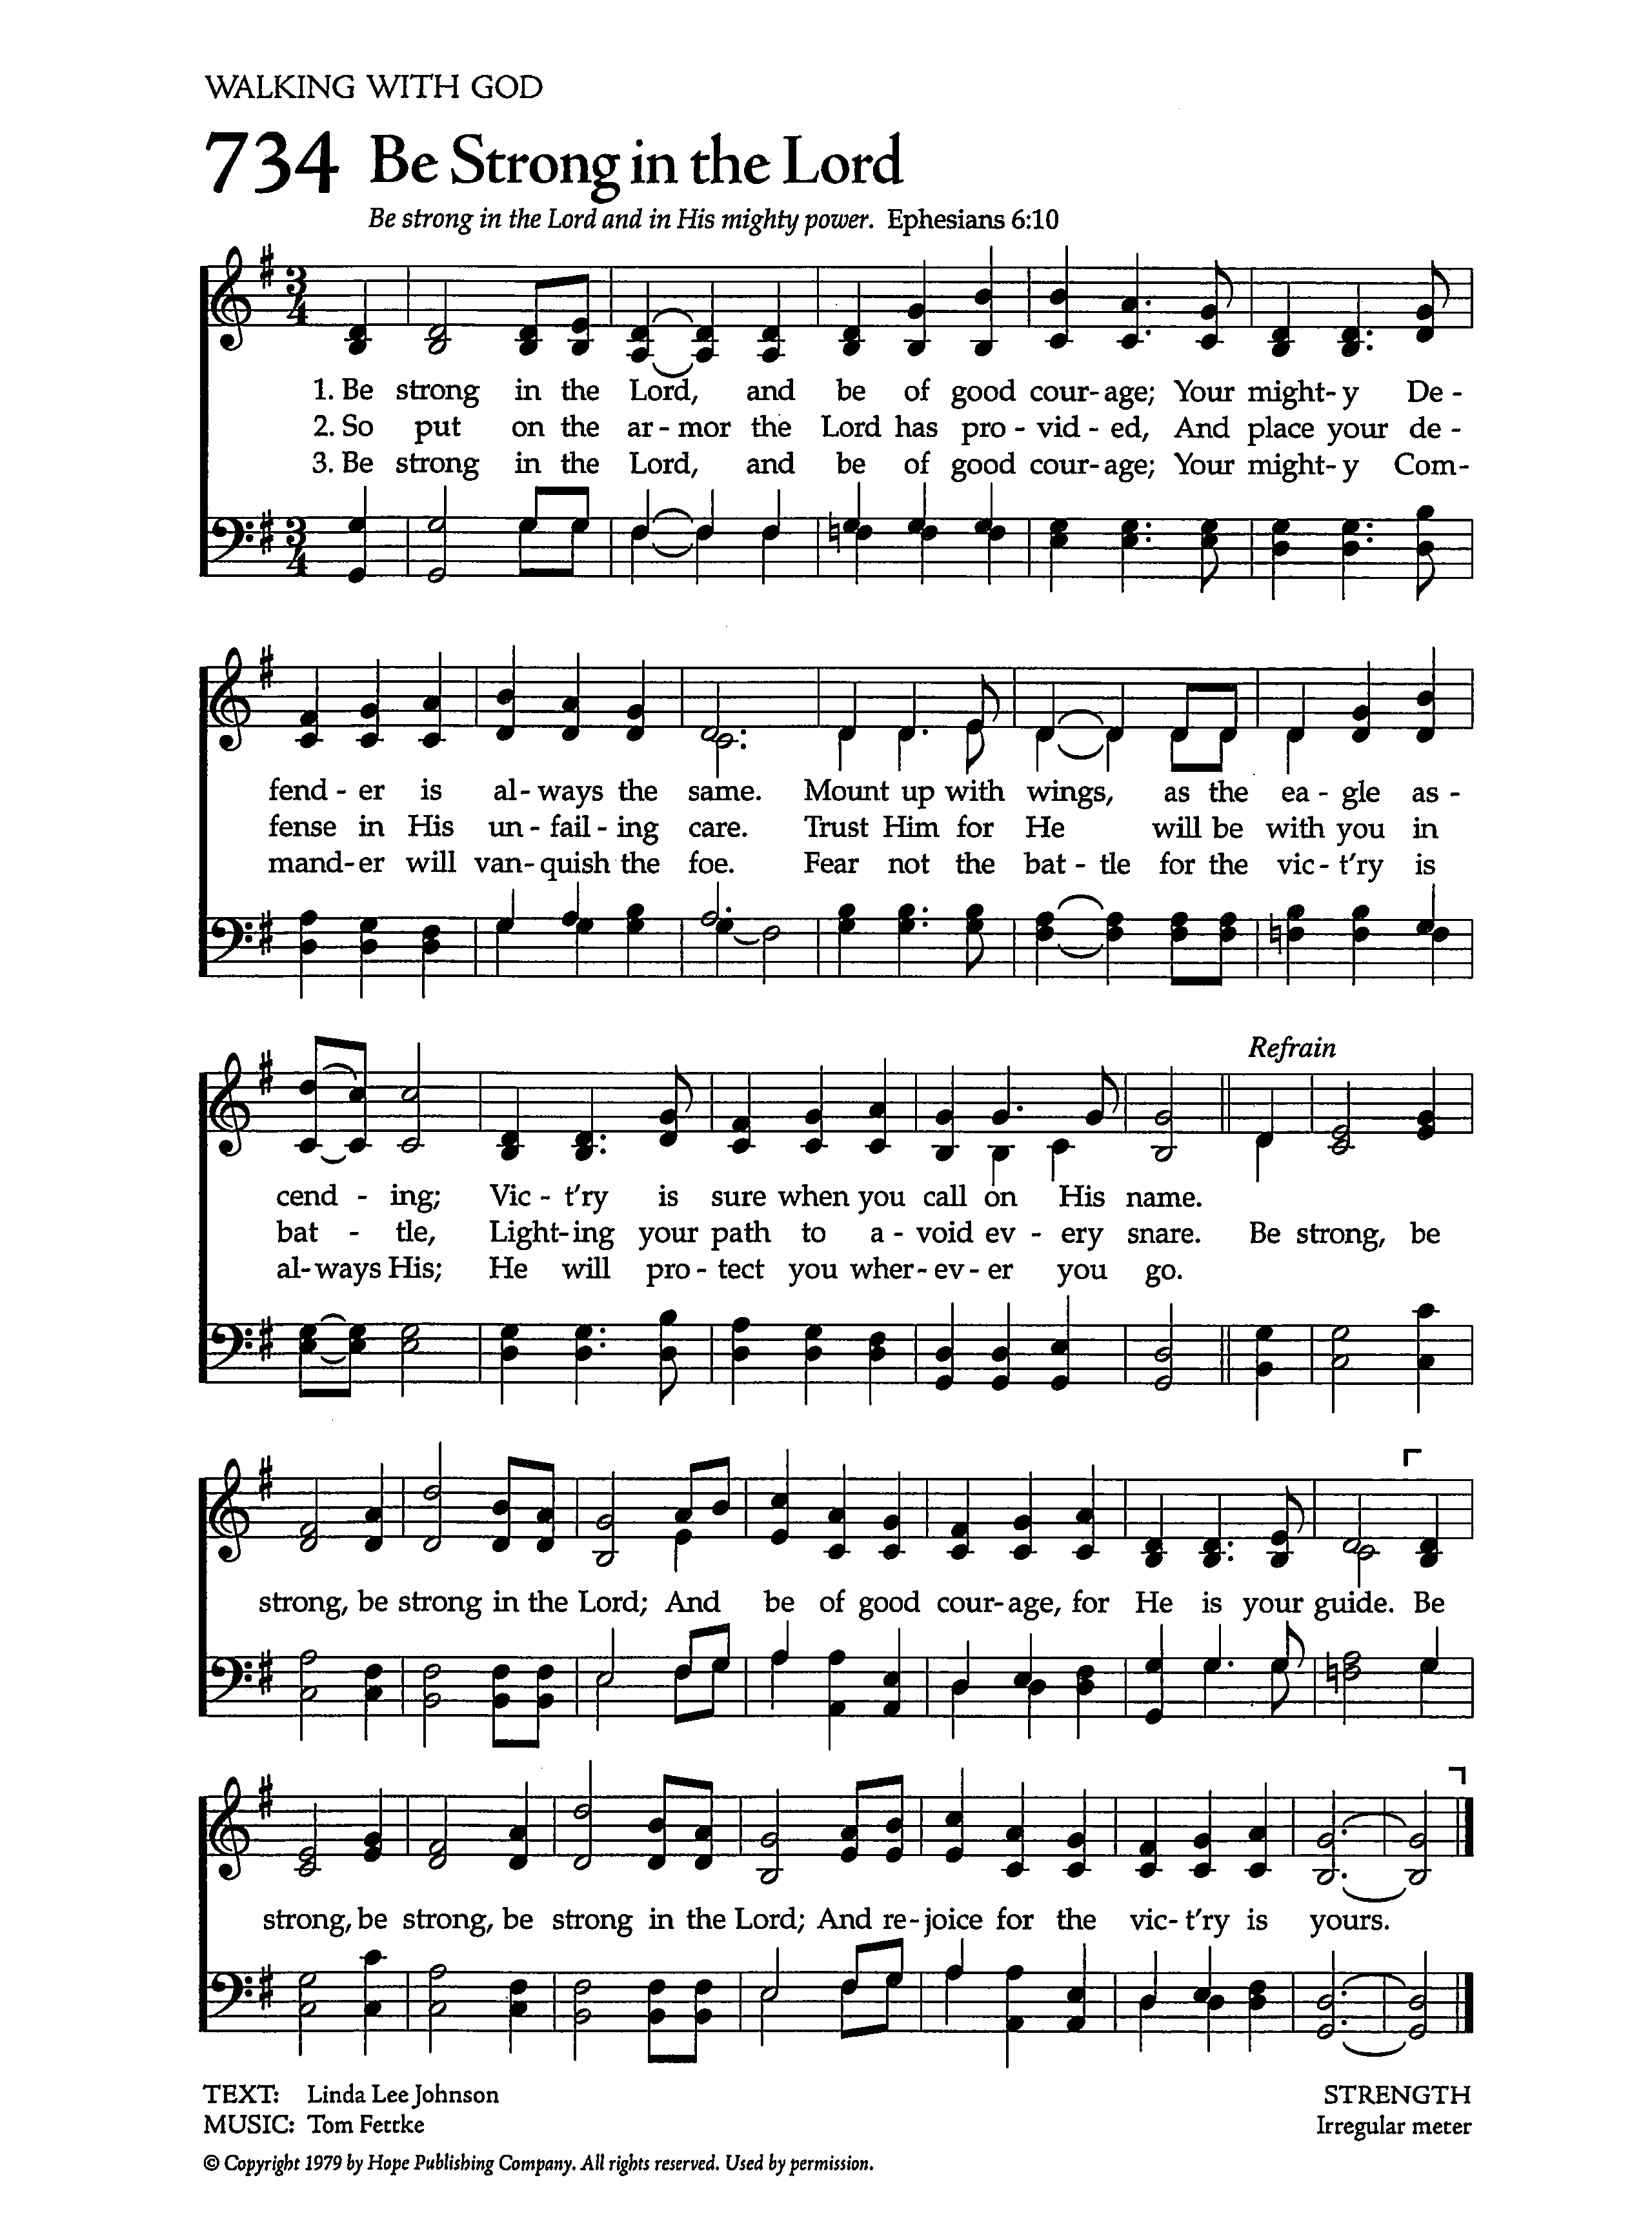 WALKING WITH GOD
734 Be Strong in the Lord
Be strong in the Lord and in His mighty power. Ephesians 6:10
1. Be strong in the Lord, and be of good cour-age; Your might-y De-
2. So put on the ar-mor the Lord has pro-vid-ed, And place your de-
3. Be strong in the Lord, and be of good cour-age; Your might-y Com-
fend-er is al-ways the same. Mount up with wings, as the ea-gle as-
fense in His un-fail-ing care. Trust Him for He will be with you in
mand-er will van-quish the foe. Fear not the bat-tle for the vic-t'ry is
Refrain
cend-ing; Vic-t'ry is sure when you call on His name.
bat-tle, Light-ing your path to a-void ev-ery snare. Be strong, be
al-ways His; He will pro-tect you wher-ev-er you go.
strong, be strong in the Lord; And be of good cour-age, for He is your guide. Be
strong, be strong, be strong in the Lord; And re-joice for the vic-t'ry is yours.
TEXT: Linda Lee Johnson STRENGTH
MUSIC: Tom Fettke Irregular meter
© Copyright 1979 by Hope Publishing Company. All rights reserved. Used by permission.